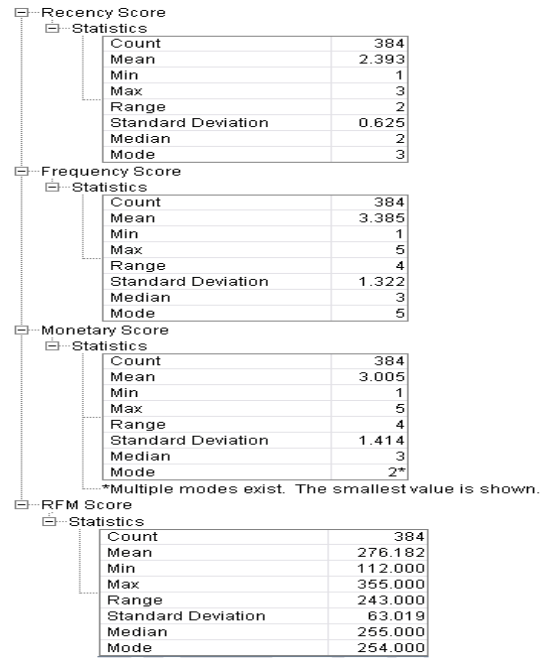 Recency Score
Statistics
Count 384
Mean 2.393
Min 1
Max 3
Range 2
Standard Deviation 0.625
Median 2
Mode 3
Frequency Score
Statistics
Count 384
Mean 3.385
Min 1
Max 5
Range 4
Standard Deviation 1.322
Median 3
Mode 5
Monetary Score
Statistics
Count 384
Mean 3.005
Min 1
Max 5
Range 4
Standard Deviation 1.414
Median 3
Mode 2*
*Multiple modes exist. The smallest value is shown.
RFM Score
Statistics
Count 384
Mean 276.182
Min 112.000
Max 355.000
Range 243.000
Standard Deviation 63.019
Median 255.000
Mode 254.000